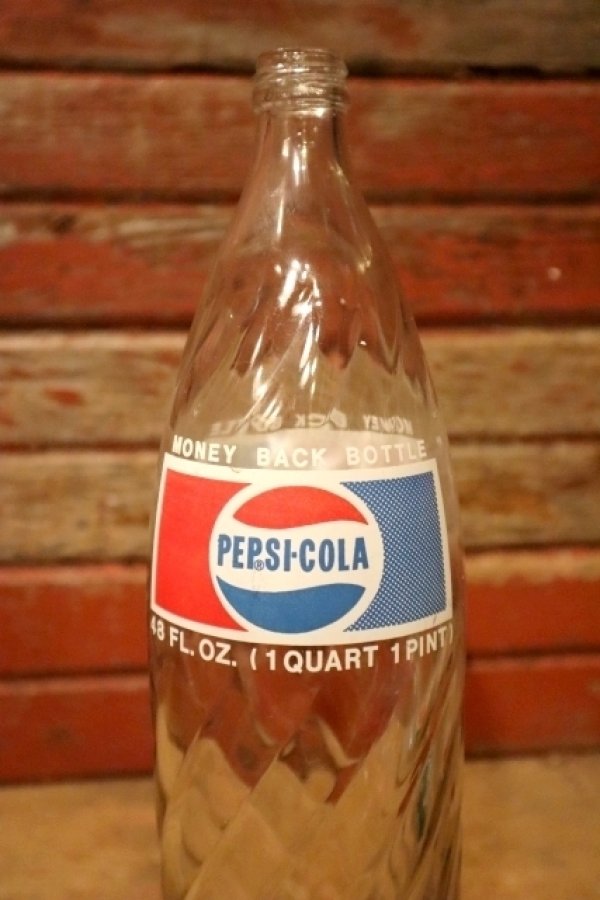 MONEY BACK BOTTLE
PEPSI-COLA
®
48 FL. OZ. (1 QUART 1 PINT)